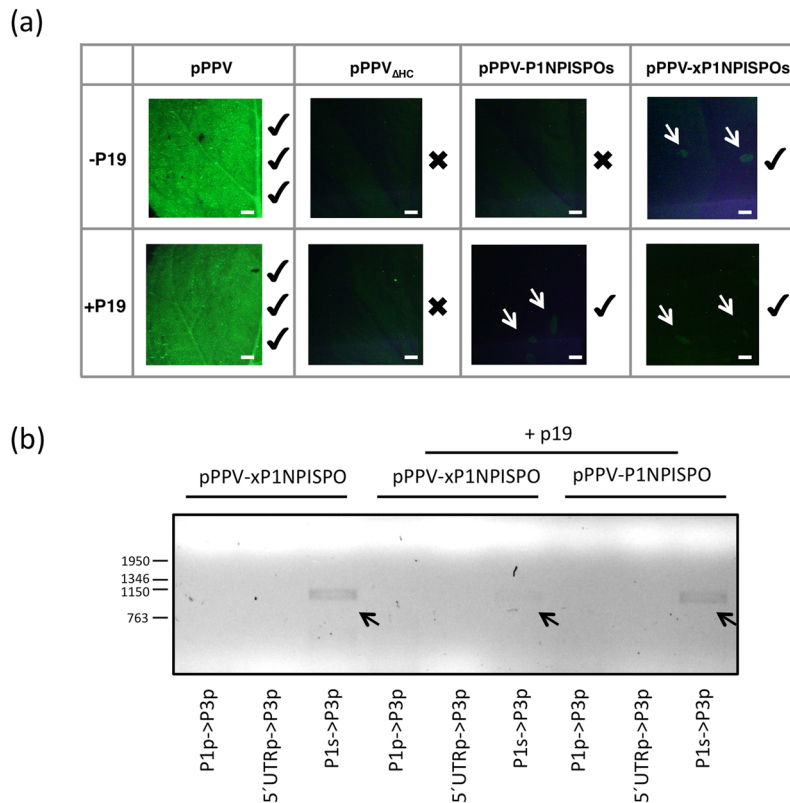 (a)
pPPV pPPVΔHC pPPV-P1NPISPOs pPPV-xP1NPISPOs
-P19
+P19
(b)
+ p19
pPPV-xP1NPISPO pPPV-xP1NPISPO pPPV-P1NPISPO
1950
1346
1150
763
P1p->P3p
5´UTRp->P3p
P1s->P3p
P1p->P3p
5´UTRp->P3p
P1s->P3p
P1p->P3p
5´UTRp->P3p
P1s->P3p